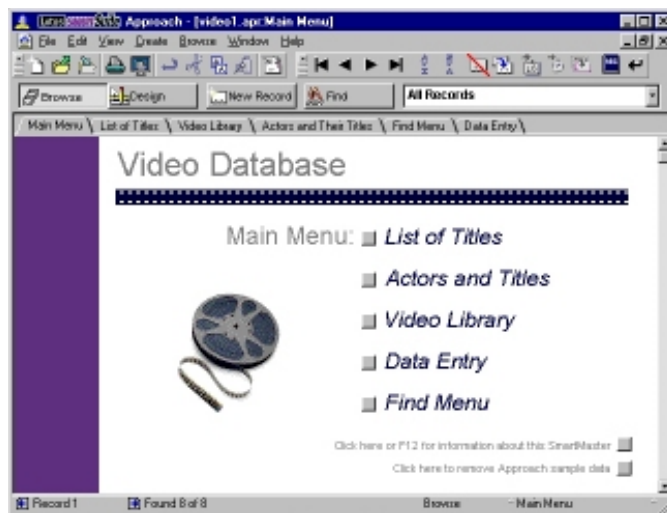 Lotus SmartSuite Approach - [video1.apr:Main Menu]
File Edit View Create Browse Window Help
Browse Design New Record Find All Records
Main Menu List of Titles Video Library Actors and Their Titles Find Menu Data Entry
Video Database
Main Menu: List of Titles
Actors and Titles
Video Library
Data Entry
Find Menu
Click here or F12 for information about this SmartMaster
Click here to remove Approach sample data
Record 1 Found 8 of 8 Browse Main Menu